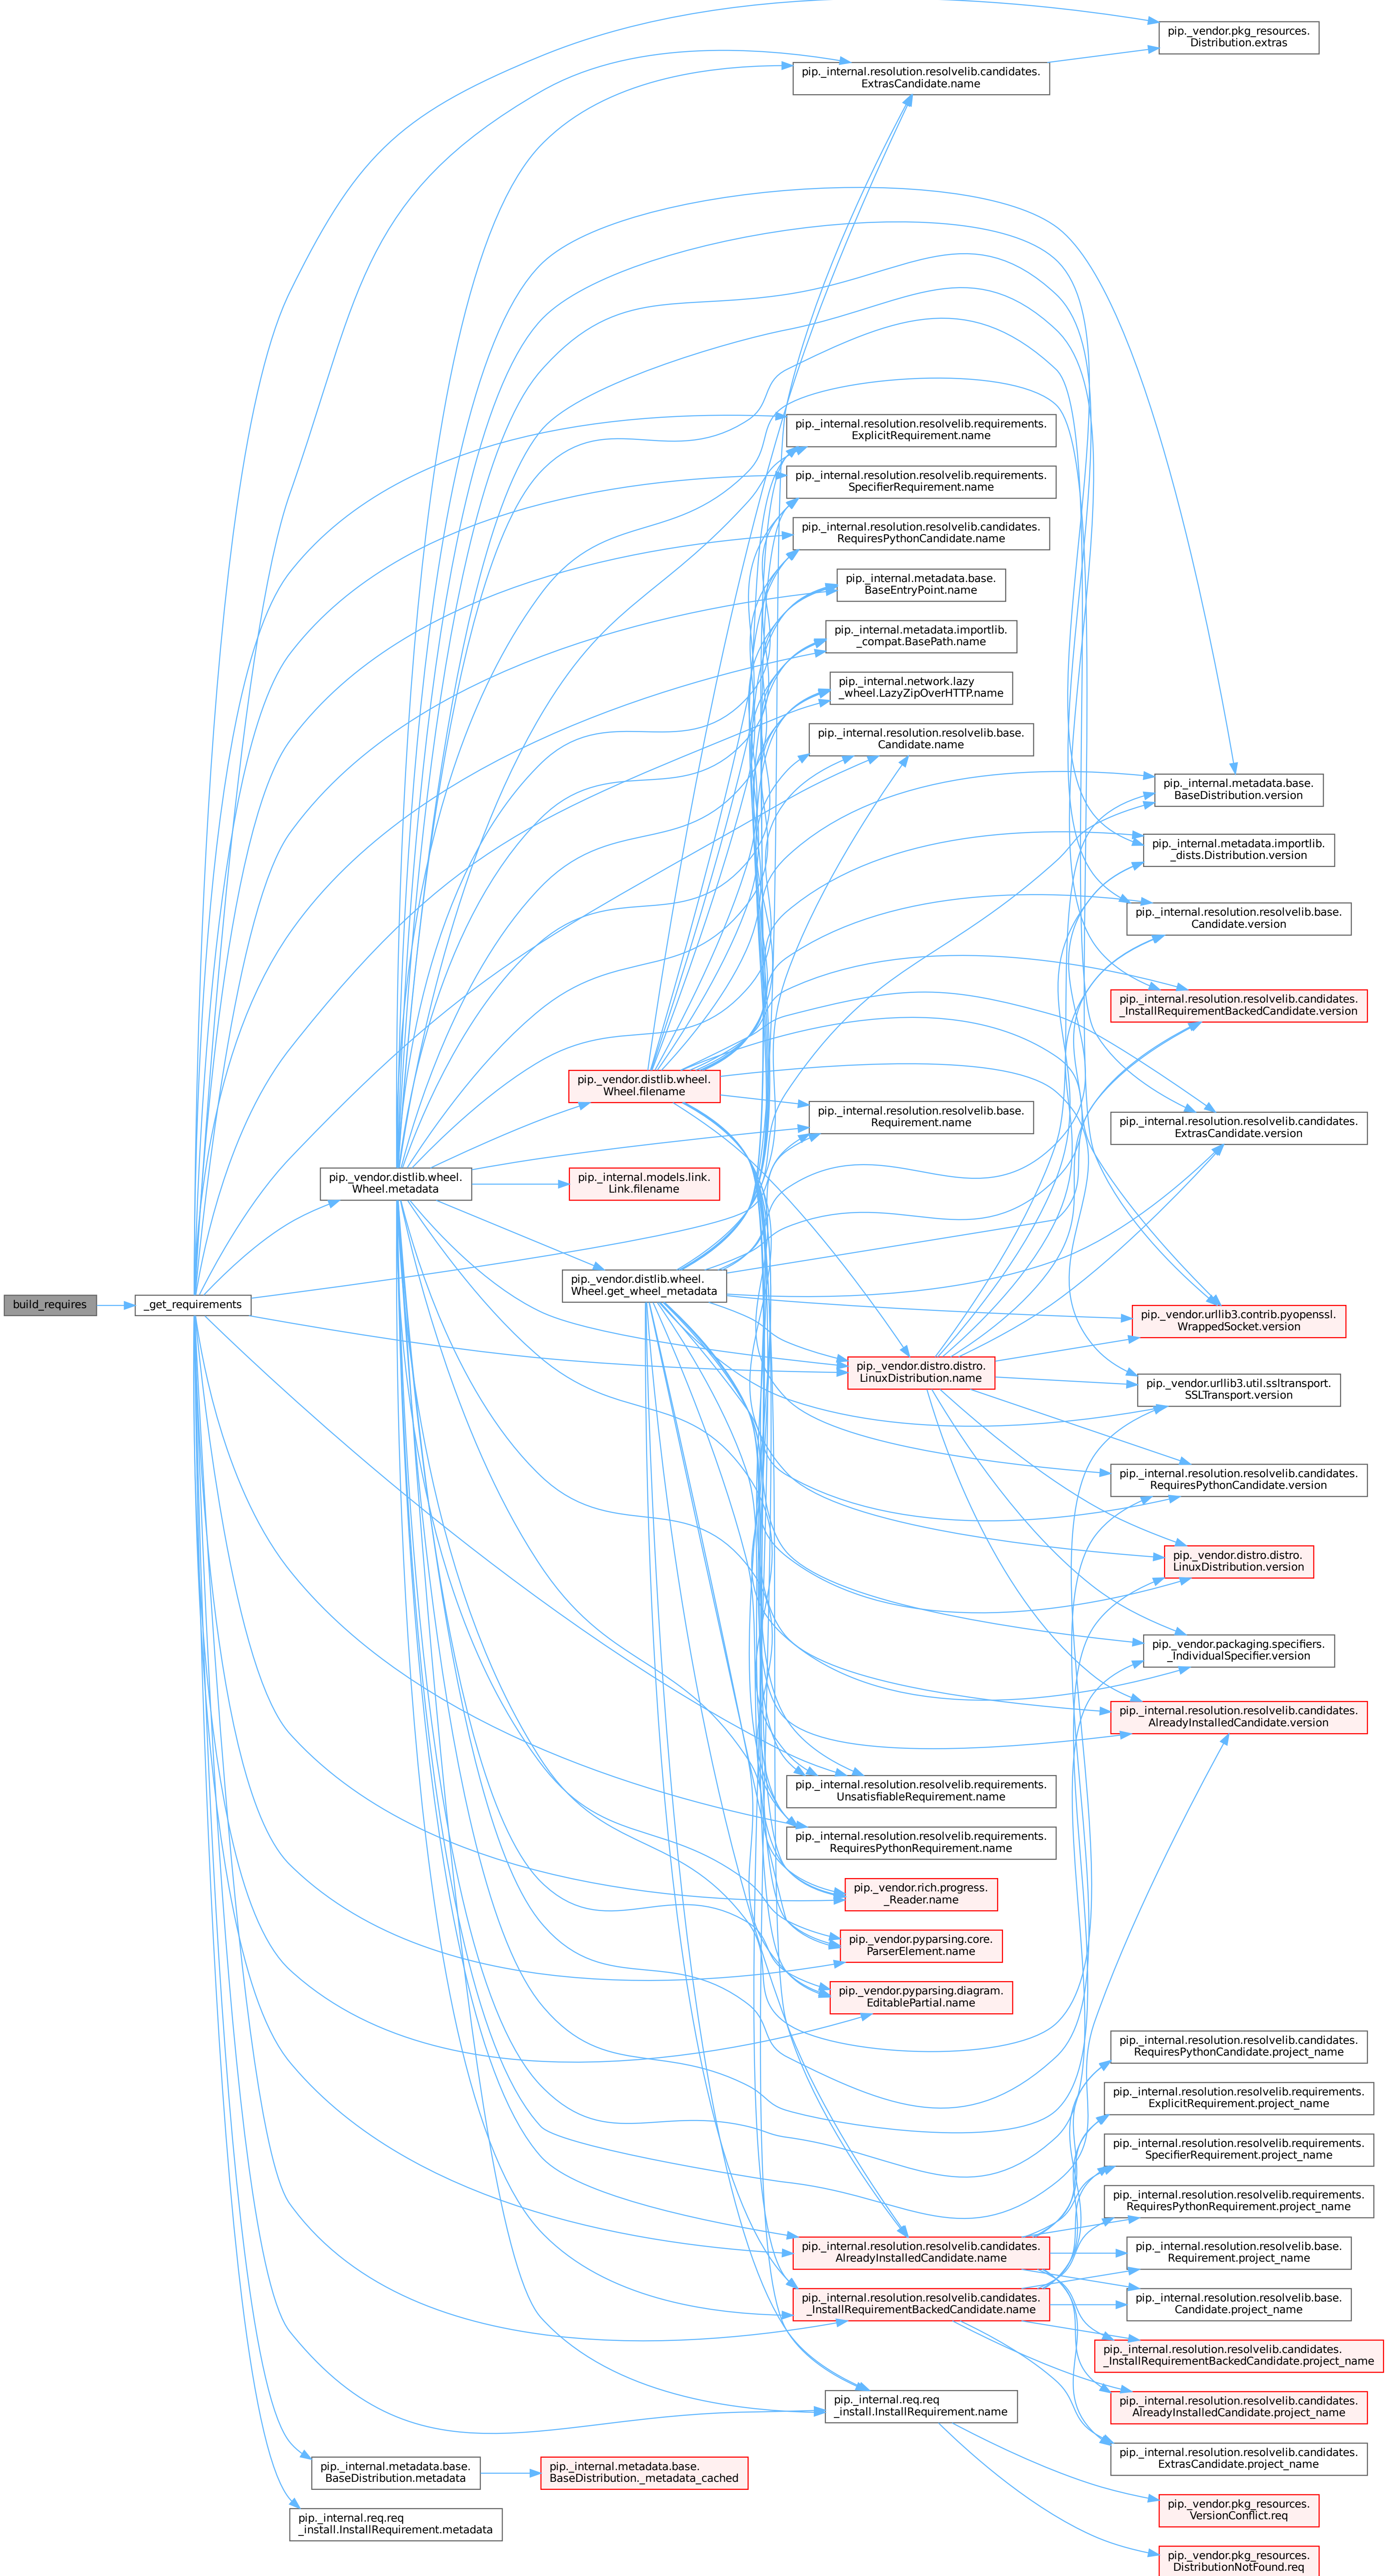 pip._vendor.pkg_resources.
Distribution.extras
pip._internal.resolution.resolvelib.candidates.
ExtrasCandidate.name
pip._internal.resolution.resolvelib.requirements.
ExplicitRequirement.name
pip._internal.resolution.resolvelib.requirements.
SpecifierRequirement.name
pip._internal.resolution.resolvelib.candidates.
RequiresPythonCandidate.name
pip._internal.metadata.base.
BaseEntryPoint.name
pip._internal.metadata.importlib.
_compat.BasePath.name
pip._internal.network.lazy
_wheel.LazyZipOverHTTP.name
pip._internal.resolution.resolvelib.base.
Candidate.name
pip._internal.metadata.base.
BaseDistribution.version
pip._internal.metadata.importlib.
_dists.Distribution.version
pip._internal.resolution.resolvelib.base.
Candidate.version
pip._internal.resolution.resolvelib.candidates.
_InstallRequirementBackedCandidate.version
pip._vendor.distlib.wheel.
Wheel.filename
pip._internal.resolution.resolvelib.base.
Requirement.name
pip._internal.resolution.resolvelib.candidates.
ExtrasCandidate.version
pip._vendor.distlib.wheel.
Wheel.metadata
pip._internal.models.link.
Link.filename
pip._vendor.distlib.wheel.
Wheel.get_wheel_metadata
build_requires
_get_requirements
pip._vendor.urllib3.contrib.pyopenssl.
WrappedSocket.version
pip._vendor.distro.distro.
LinuxDistribution.name
pip._vendor.urllib3.util.ssltransport.
SSLTransport.version
pip._internal.resolution.resolvelib.candidates.
RequiresPythonCandidate.version
pip._vendor.distro.distro.
LinuxDistribution.version
pip._vendor.packaging.specifiers.
_IndividualSpecifier.version
pip._internal.resolution.resolvelib.candidates.
AlreadyInstalledCandidate.version
pip._internal.resolution.resolvelib.requirements.
UnsatisfiableRequirement.name
pip._internal.resolution.resolvelib.requirements.
RequiresPythonRequirement.name
pip._vendor.rich.progress.
_Reader.name
pip._vendor.pyparsing.core.
ParserElement.name
pip._vendor.pyparsing.diagram.
EditablePartial.name
pip._internal.resolution.resolvelib.candidates.
RequiresPythonCandidate.project_name
pip._internal.resolution.resolvelib.requirements.
ExplicitRequirement.project_name
pip._internal.resolution.resolvelib.requirements.
SpecifierRequirement.project_name
pip._internal.resolution.resolvelib.requirements.
RequiresPythonRequirement.project_name
pip._internal.resolution.resolvelib.candidates.
AlreadyInstalledCandidate.name
pip._internal.resolution.resolvelib.base.
Requirement.project_name
pip._internal.resolution.resolvelib.candidates.
_InstallRequirementBackedCandidate.name
pip._internal.resolution.resolvelib.base.
Candidate.project_name
pip._internal.resolution.resolvelib.candidates.
_InstallRequirementBackedCandidate.project_name
pip._internal.req.req
_install.InstallRequirement.name
pip._internal.resolution.resolvelib.candidates.
AlreadyInstalledCandidate.project_name
pip._internal.resolution.resolvelib.candidates.
ExtrasCandidate.project_name
pip._internal.metadata.base.
BaseDistribution.metadata
pip._internal.metadata.base.
BaseDistribution._metadata_cached
pip._internal.req.req
_install.InstallRequirement.metadata
pip._vendor.pkg_resources.
VersionConflict.req
pip._vendor.pkg_resources.
DistributionNotFound.req